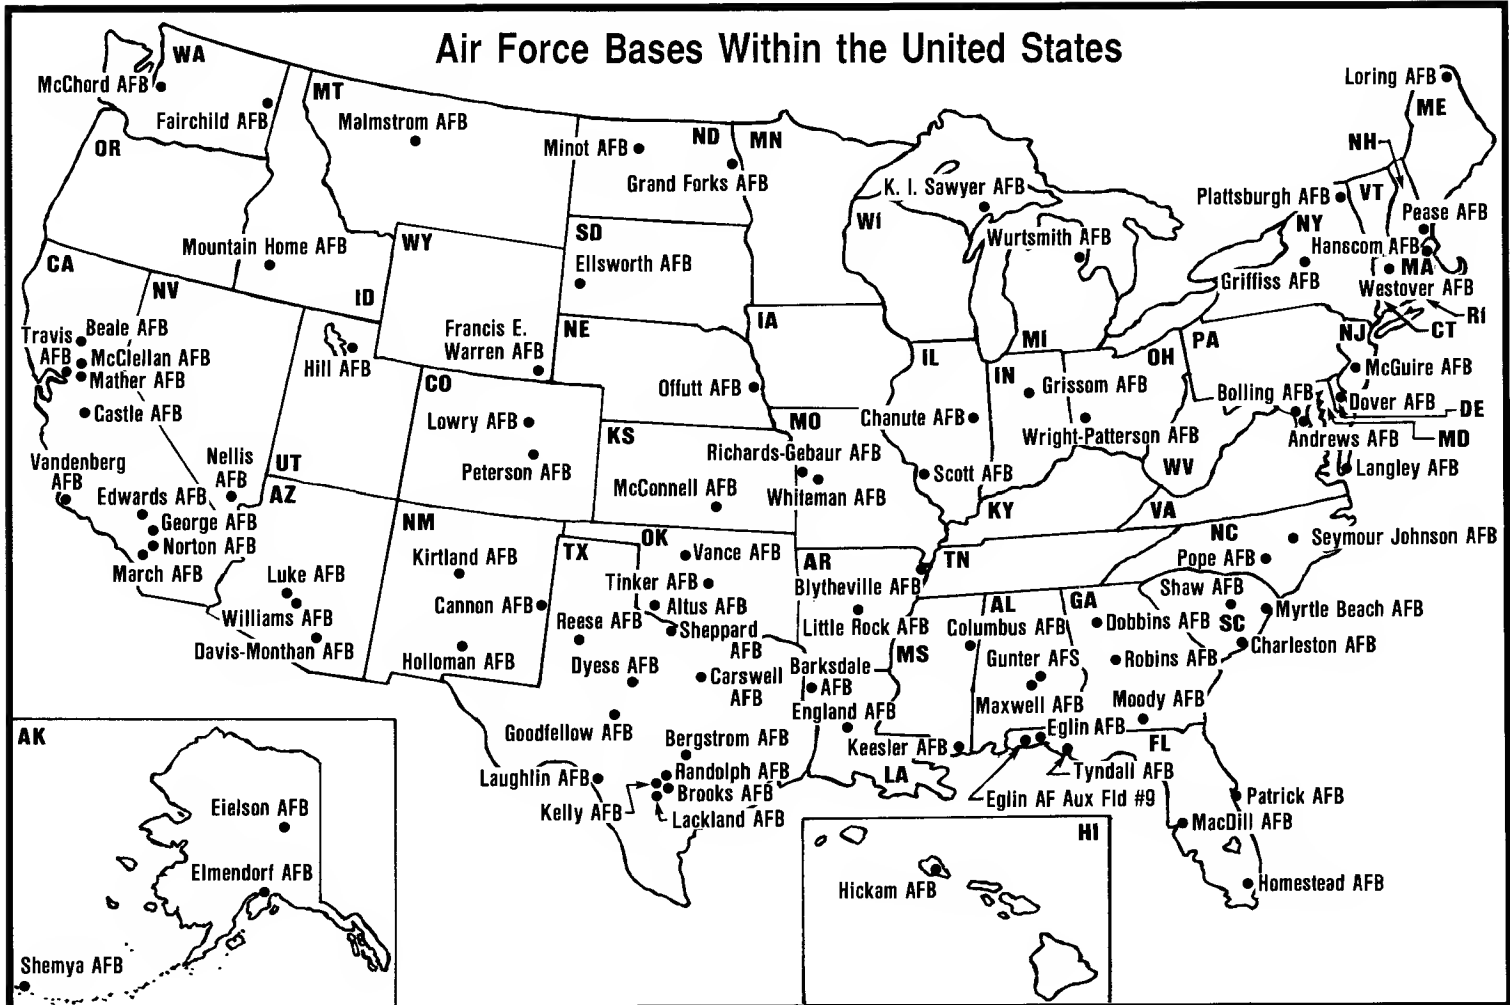 Air Force Bases Within the United States
WA
McChord AFB
Fairchild AFB
MT
Malmstrom AFB
OR
Mountain Home AFB
ID
WY
Francis E.
Warren AFB
Minot AFB
ND
Grand Forks AFB
MN
SD
Ellsworth AFB
NE
Offutt AFB
IA
WI
K. I. Sawyer AFB
Wurtsmith AFB
MI
Loring AFB
ME
NH
VT
Plattsburgh AFB
NY
Pease AFB
Hanscom AFB
MA
Griffiss AFB
Westover AFB
RI
CT
CA
NV
Travis
AFB
Beale AFB
McClellan AFB
Mather AFB
Castle AFB
Vandenberg
AFB
Nellis
AFB
Edwards AFB
George AFB
Norton AFB
March AFB
Hill AFB
UT
AZ
Luke AFB
Williams AFB
Davis-Monthan AFB
CO
Lowry AFB
Peterson AFB
NM
Kirtland AFB
Cannon AFB
Holloman AFB
KS
McConnell AFB
MO
Richards-Gebaur AFB
Whiteman AFB
IL
Chanute AFB
Scott AFB
IN
Grissom AFB
OH
Wright-Patterson AFB
PA
NJ
McGuire AFB
Bolling AFB
Dover AFB
DE
Andrews AFB
MD
Langley AFB
WV
VA
KY
TN
NC
Seymour Johnson AFB
Pope AFB
Shaw AFB
SC
Myrtle Beach AFB
Charleston AFB
TX
OK
Vance AFB
Tinker AFB
Altus AFB
Reese AFB
Sheppard
AFB
Dyess AFB
Carswell
AFB
Goodfellow AFB
Bergstrom AFB
Laughlin AFB
Randolph AFB
Brooks AFB
Kelly AFB
Lackland AFB
AR
Blytheville AFB
Little Rock AFB
Barksdale
AFB
England AFB
LA
MS
Columbus AFB
Keesler AFB
AL
Gunter AFS
Maxwell AFB
GA
Dobbins AFB
Robins AFB
Moody AFB
Eglin AFB
FL
Tyndall AFB
Eglin AF Aux Fld #9
Patrick AFB
MacDill AFB
Homestead AFB
AK
Eielson AFB
Elmendorf AFB
Shemya AFB
HI
Hickam AFB